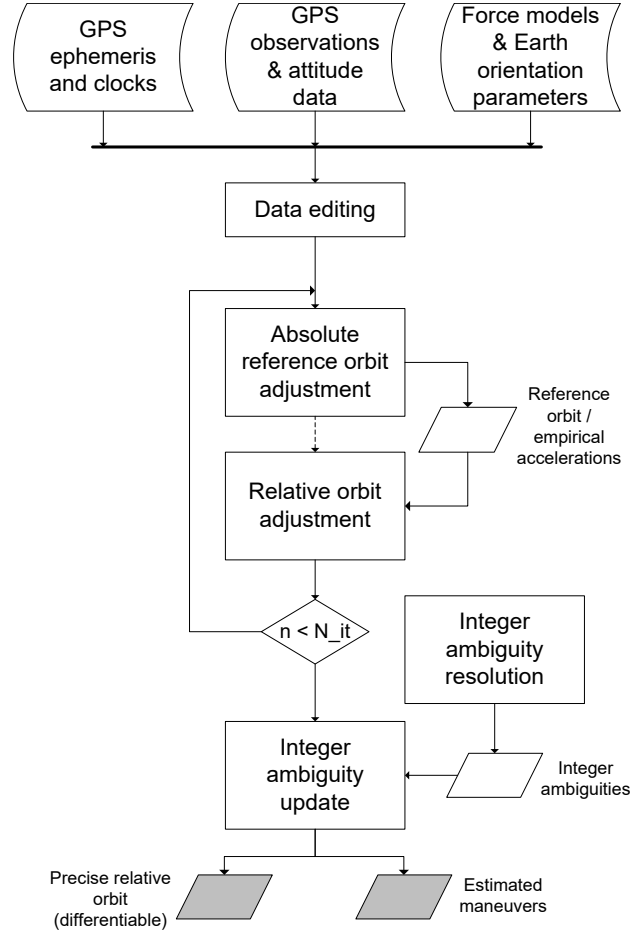 GPS
ephemeris
and clocks
GPS
observations
& attitude
data
Force models
& Earth
orientation
parameters
Data editing
Absolute
reference orbit
adjustment
Reference
orbit /
empirical
accelerations
Relative orbit
adjustment
n < N_it
Integer
ambiguity
resolution
Integer
ambiguity
update
Integer
ambiguities
Precise relative
orbit
(differentiable)
Estimated
maneuvers